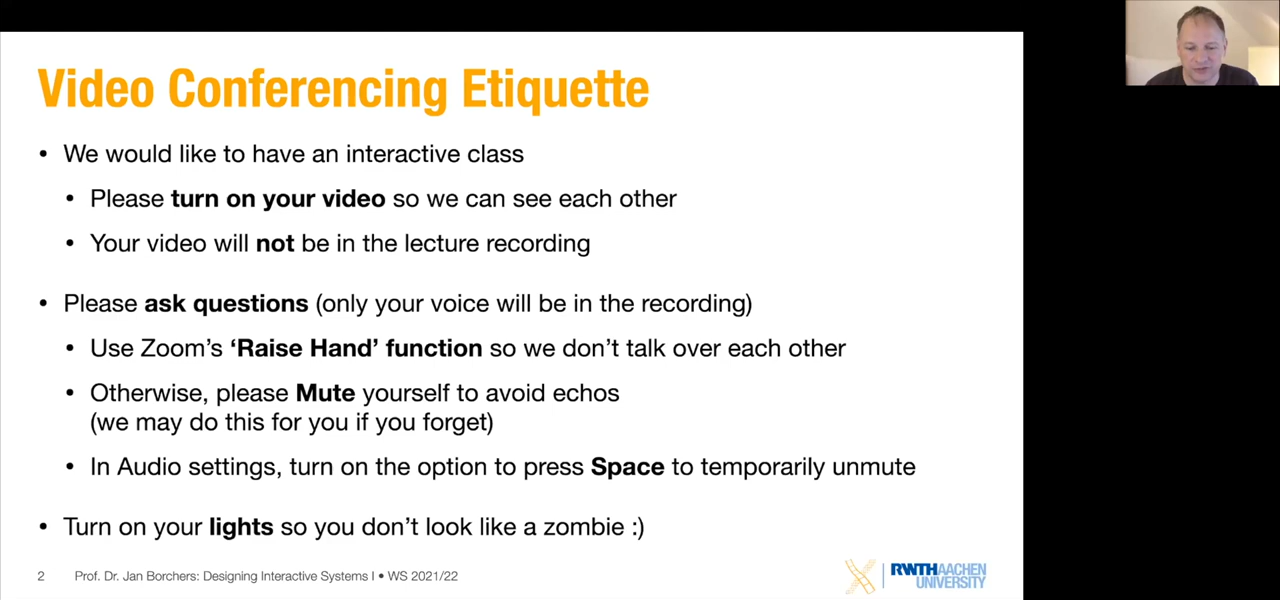 Video Conferencing Etiquette
• We would like to have an interactive class
• Please turn on your video so we can see each other
• Your video will not be in the lecture recording
• Please ask questions (only your voice will be in the recording)
• Use Zoom’s ‘Raise Hand’ function so we don’t talk over each other
• Otherwise, please Mute yourself to avoid echos
(we may do this for you if you forget)
• In Audio settings, turn on the option to press Space to temporarily unmute
• Turn on your lights so you don’t look like a zombie :)
2 Prof. Dr. Jan Borchers: Designing Interactive Systems I • WS 2021/22
RWTHAACHEN
UNIVERSITY